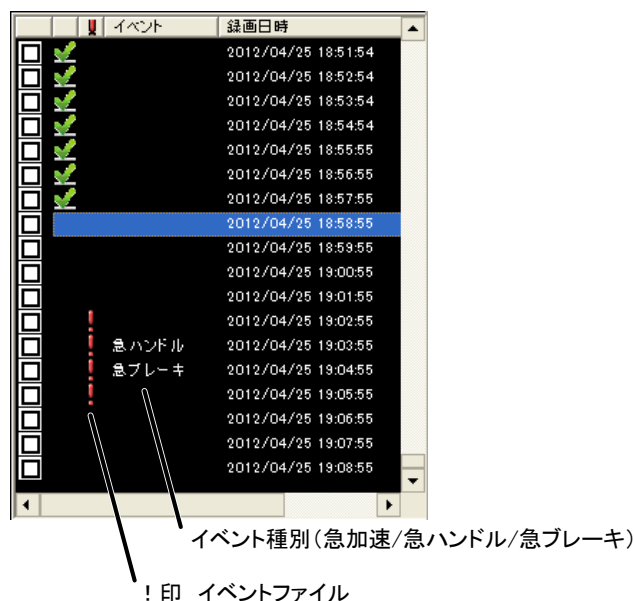 ! イベント 録画日時
2012/04/25 18:51:54
2012/04/25 18:52:54
2012/04/25 18:53:54
2012/04/25 18:54:54
2012/04/25 18:55:55
2012/04/25 18:56:55
2012/04/25 18:57:55
2012/04/25 18:58:55
2012/04/25 18:59:55
2012/04/25 19:00:55
2012/04/25 19:01:55
! 2012/04/25 19:02:55
! 急ハンドル 2012/04/25 19:03:55
! 急ブレーキ 2012/04/25 19:04:55
! 2012/04/25 19:05:55
2012/04/25 19:06:55
2012/04/25 19:07:55
2012/04/25 19:08:55
イベント種別(急加速/急ハンドル/急ブレーキ)
!印 イベントファイル